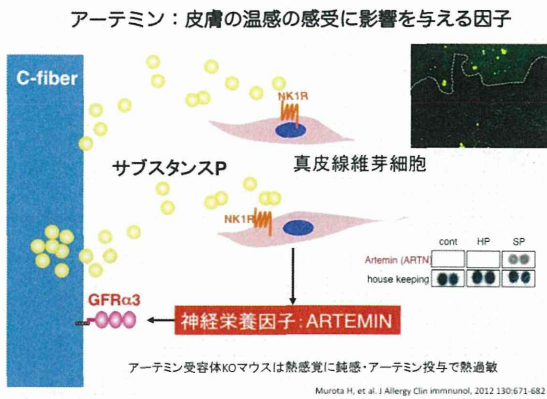 アーテミン：皮膚の温感の感受に影響を与える因子
C-fiber
NK1R
サブスタンスP
真皮線維芽細胞
NK1R
cont HP SP
Artemin (ARTN)
house keeping
GFRα3
神経栄養因子：ARTEMIN
アーテミン受容体KOマウスは熱感覚に鈍感・アーテミン投与で熱過敏
Murota H, et al. J Allergy Clin immnunol, 2012 130:671-682